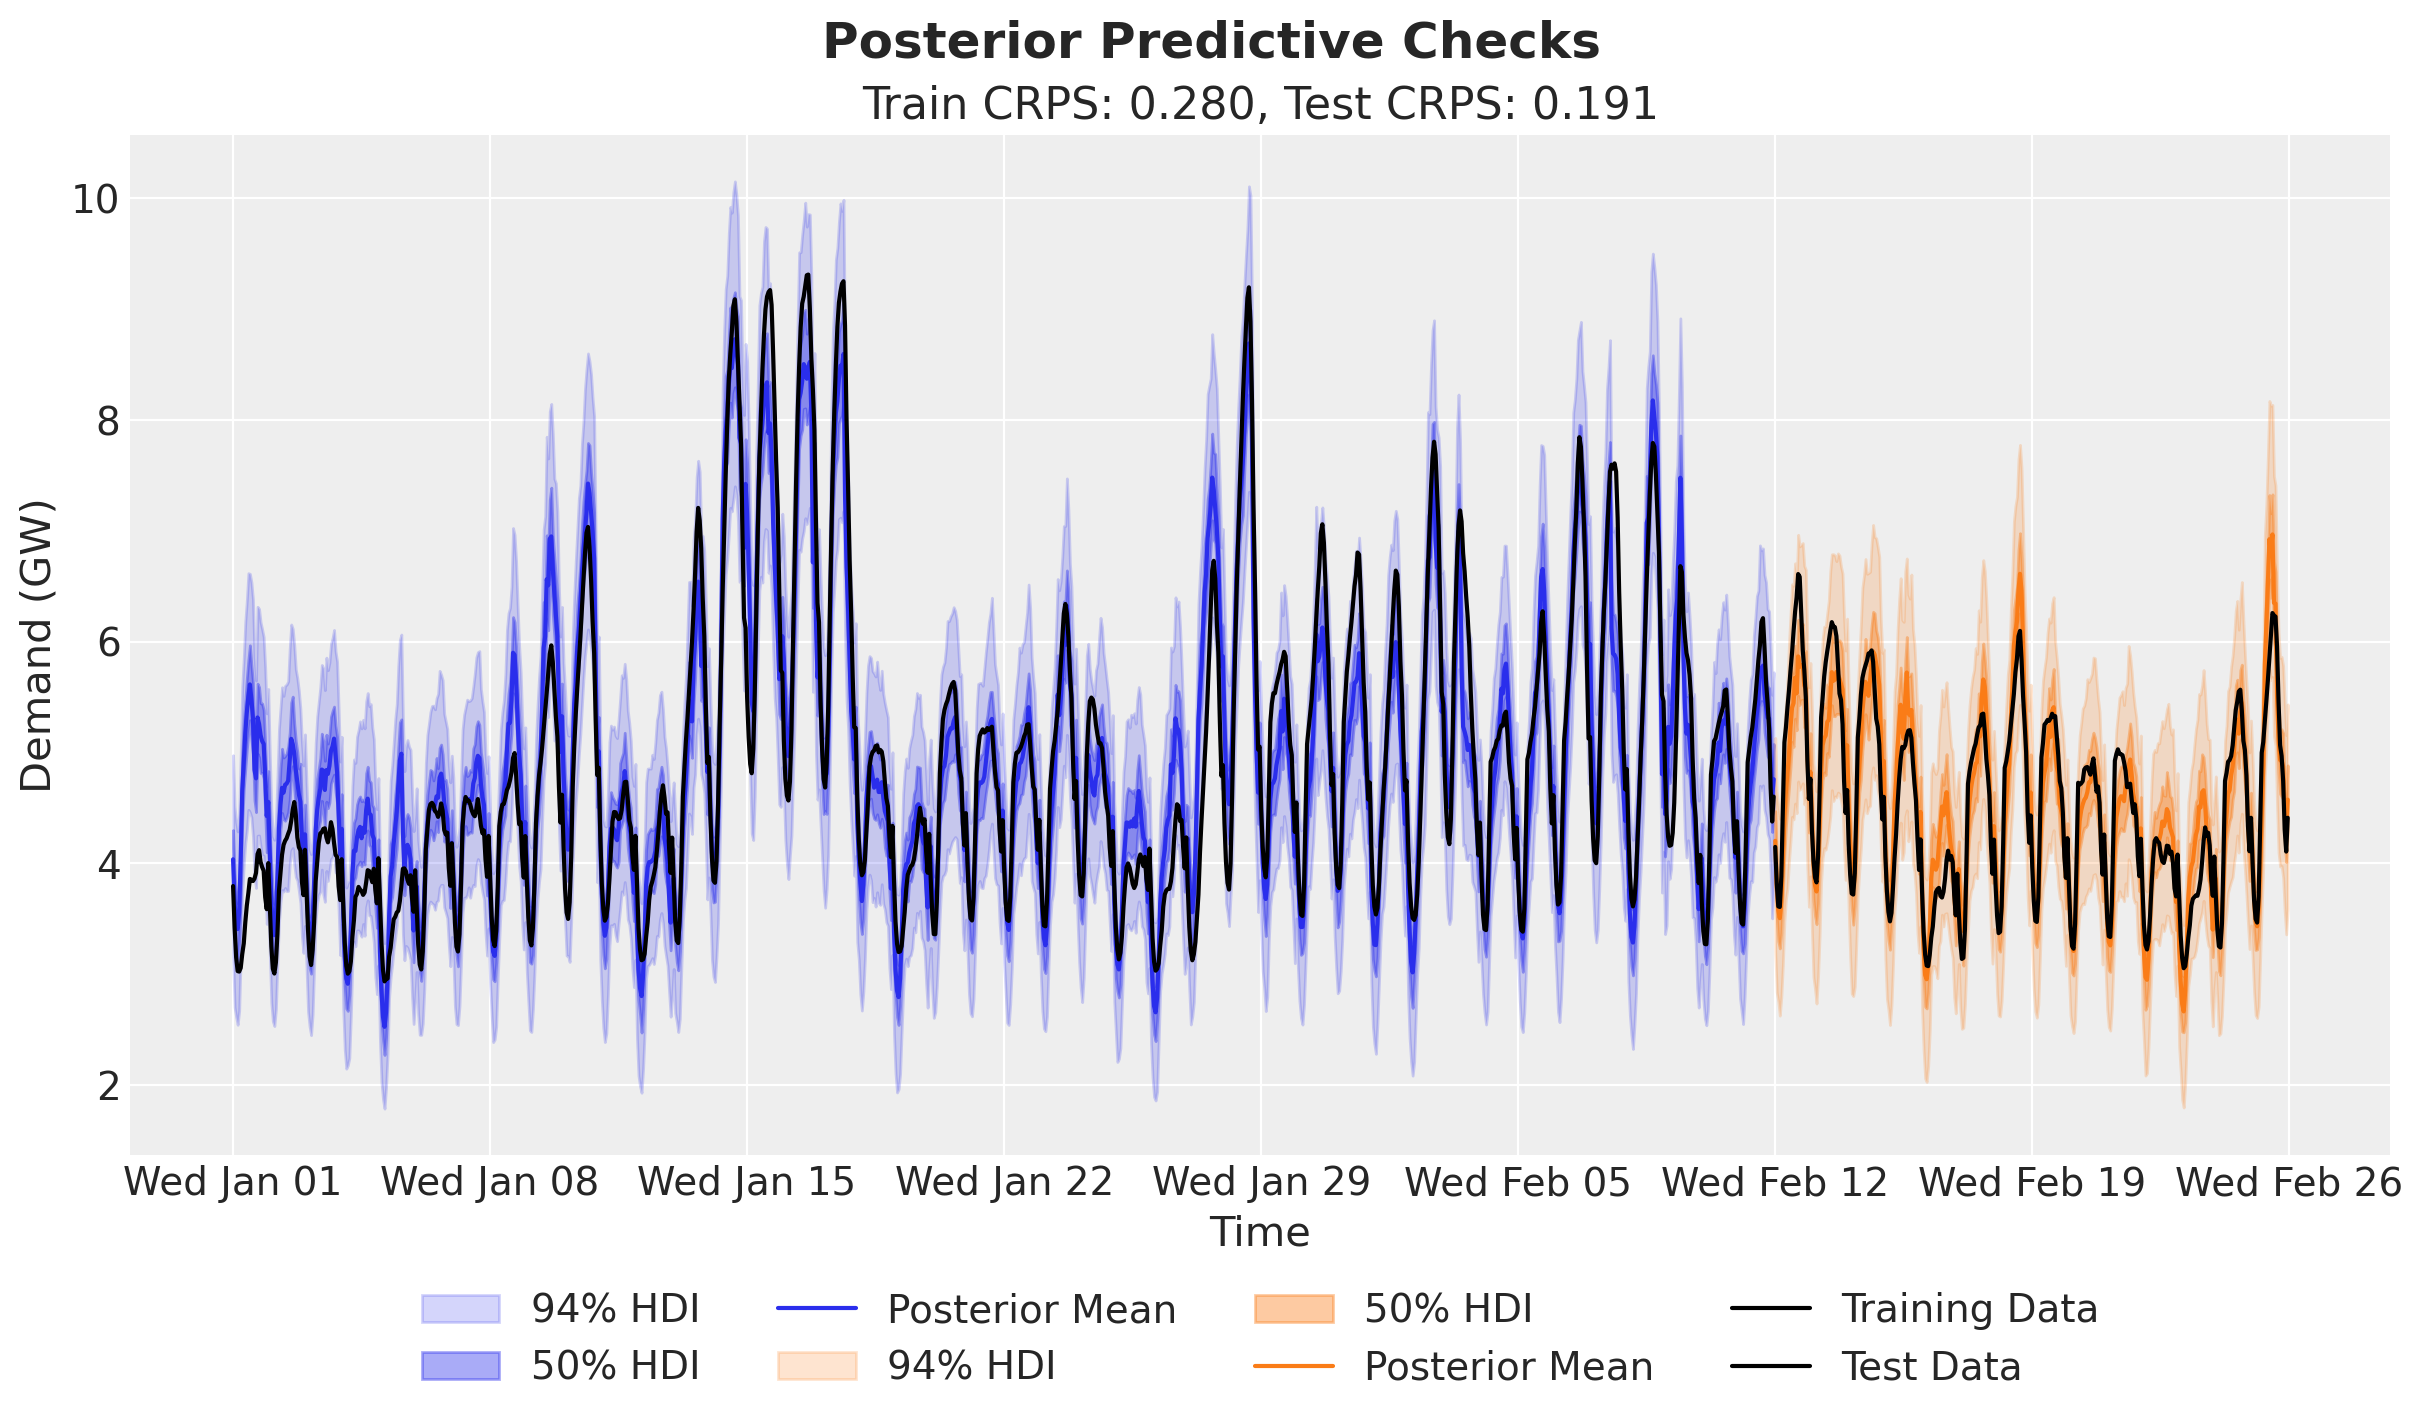 Posterior Predictive Checks
Train CRPS: 0.280, Test CRPS: 0.191
Demand (GW)
10
8
6
4
2
Wed Jan 01 Wed Jan 08 Wed Jan 15 Wed Jan 22 Wed Jan 29 Wed Feb 05 Wed Feb 12 Wed Feb 19 Wed Feb 26
Time
94% HDI Posterior Mean 50% HDI Training Data
50% HDI 94% HDI Posterior Mean Test Data